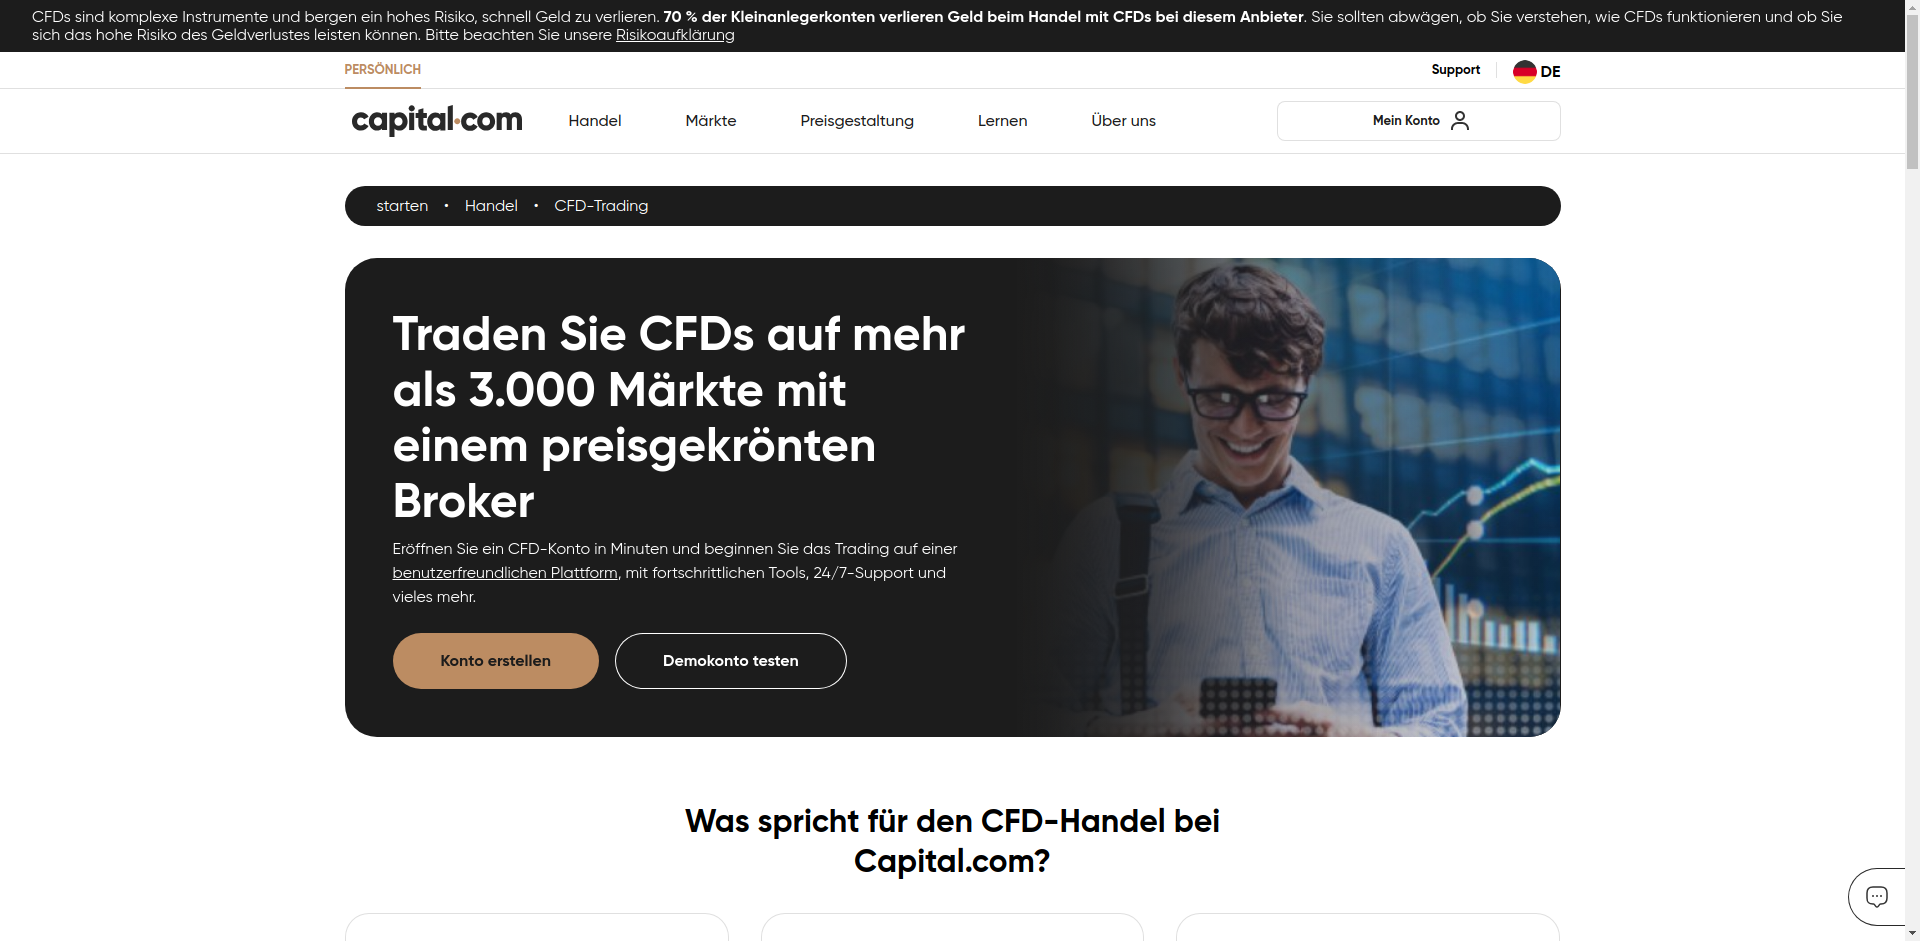 CFDs sind komplexe Instrumente und bergen ein hohes Risiko, schnell Geld zu verlieren. 70 % der Kleinanlegerkonten verlieren Geld beim Handel mit CFDs bei diesem Anbieter. Sie sollten abwägen, ob Sie verstehen, wie CFDs funktionieren und ob Sie
sich das hohe Risiko des Geldverlustes leisten können. Bitte beachten Sie unsere Risikoaufklärung
PERSÖNLICH
Support
DE
capital.com
Handel
Märkte
Preisgestaltung
Lernen
Über uns
Mein Konto
starten • Handel • CFD-Trading
Traden Sie CFDs auf mehr
als 3.000 Märkte mit
einem preisgekrönten
Broker
Eröffnen Sie ein CFD-Konto in Minuten und beginnen Sie das Trading auf einer
benutzerfreundlichen Plattform, mit fortschrittlichen Tools, 24/7-Support und
vieles mehr.
Konto erstellen
Demokonto testen
Was spricht für den CFD-Handel bei
Capital.com?